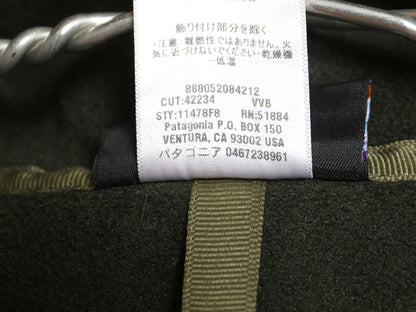 飾り付け部分を除く
・注意 難燃性ではありません。火
気に近づけないでください・乾燥機
－低温
888052084212
CUT:42234 VVB
STY:11478F8 RN:51884
Patagonia P.O. BOX 150
VENTURA, CA 93002 USA
パタゴニア 0467238961